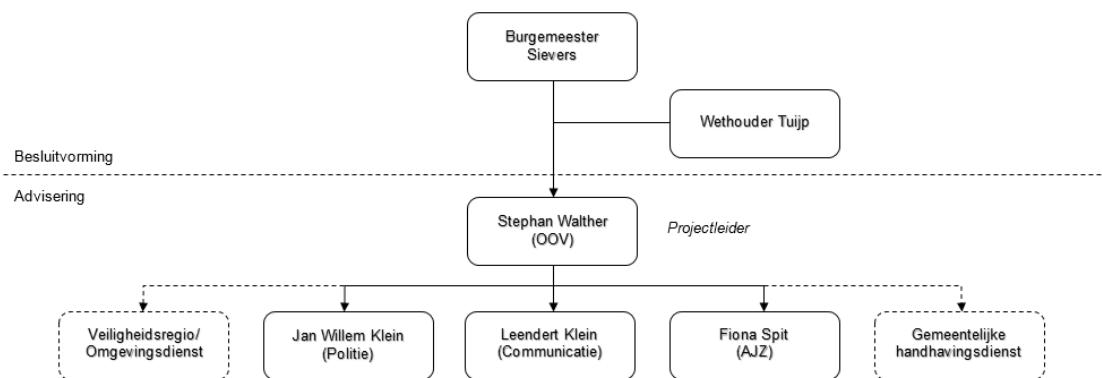 Burgemeester
Sievers
Wethouder Tuijp
Besluitvorming
Advisering
Stephan Walther
(OOV)
Projectleider
Veiligheidsregio/
Omgevingsdienst
Jan Willem Klein
(Politie)
Leendert Klein
(Communicatie)
Fiona Spit
(AJZ)
Gemeentelijke
handhavingsdienst